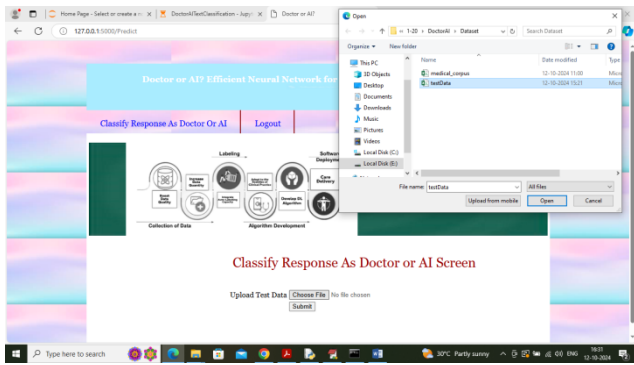 Home Page - Select or create a n
DoctorAITextClassification - Jupyt
Doctor or AI?
127.0.0.1:5000/Predict
Doctor or AI? Efficient Neural Network for
Classify Response As Doctor Or AI
Logout
Labeling
Software
Collection of Data
Algorithm Development
Care
Delivery
Classify Response As Doctor or AI Screen
Upload Test Data Choose File No file chosen
Submit
Open
1-20 > DoctorAI > Dataset
Search Dataset
Organize
New folder
This PC
3D Objects
Desktop
Documents
Downloads
Music
Pictures
Videos
Local Disk (C:)
Local Disk (E:)
Name
Date modified
Type
medical_corpus
12-10-2024 11:00
Micr
testData
12-10-2024 15:21
Micr
File name: testData
All Files
Upload from mobile
Open
Cancel
Type here to search
30°C Partly sunny
ENG
16:31
12-10-2024